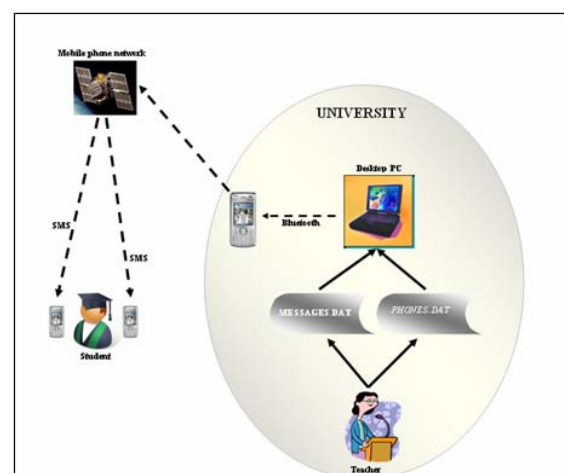 Mobile phone network
UNIVERSITY
Desktop PC
Bluetooth
SMS
SMS
MESSAGES.DAT
PHONES.DAT
Student
Teacher